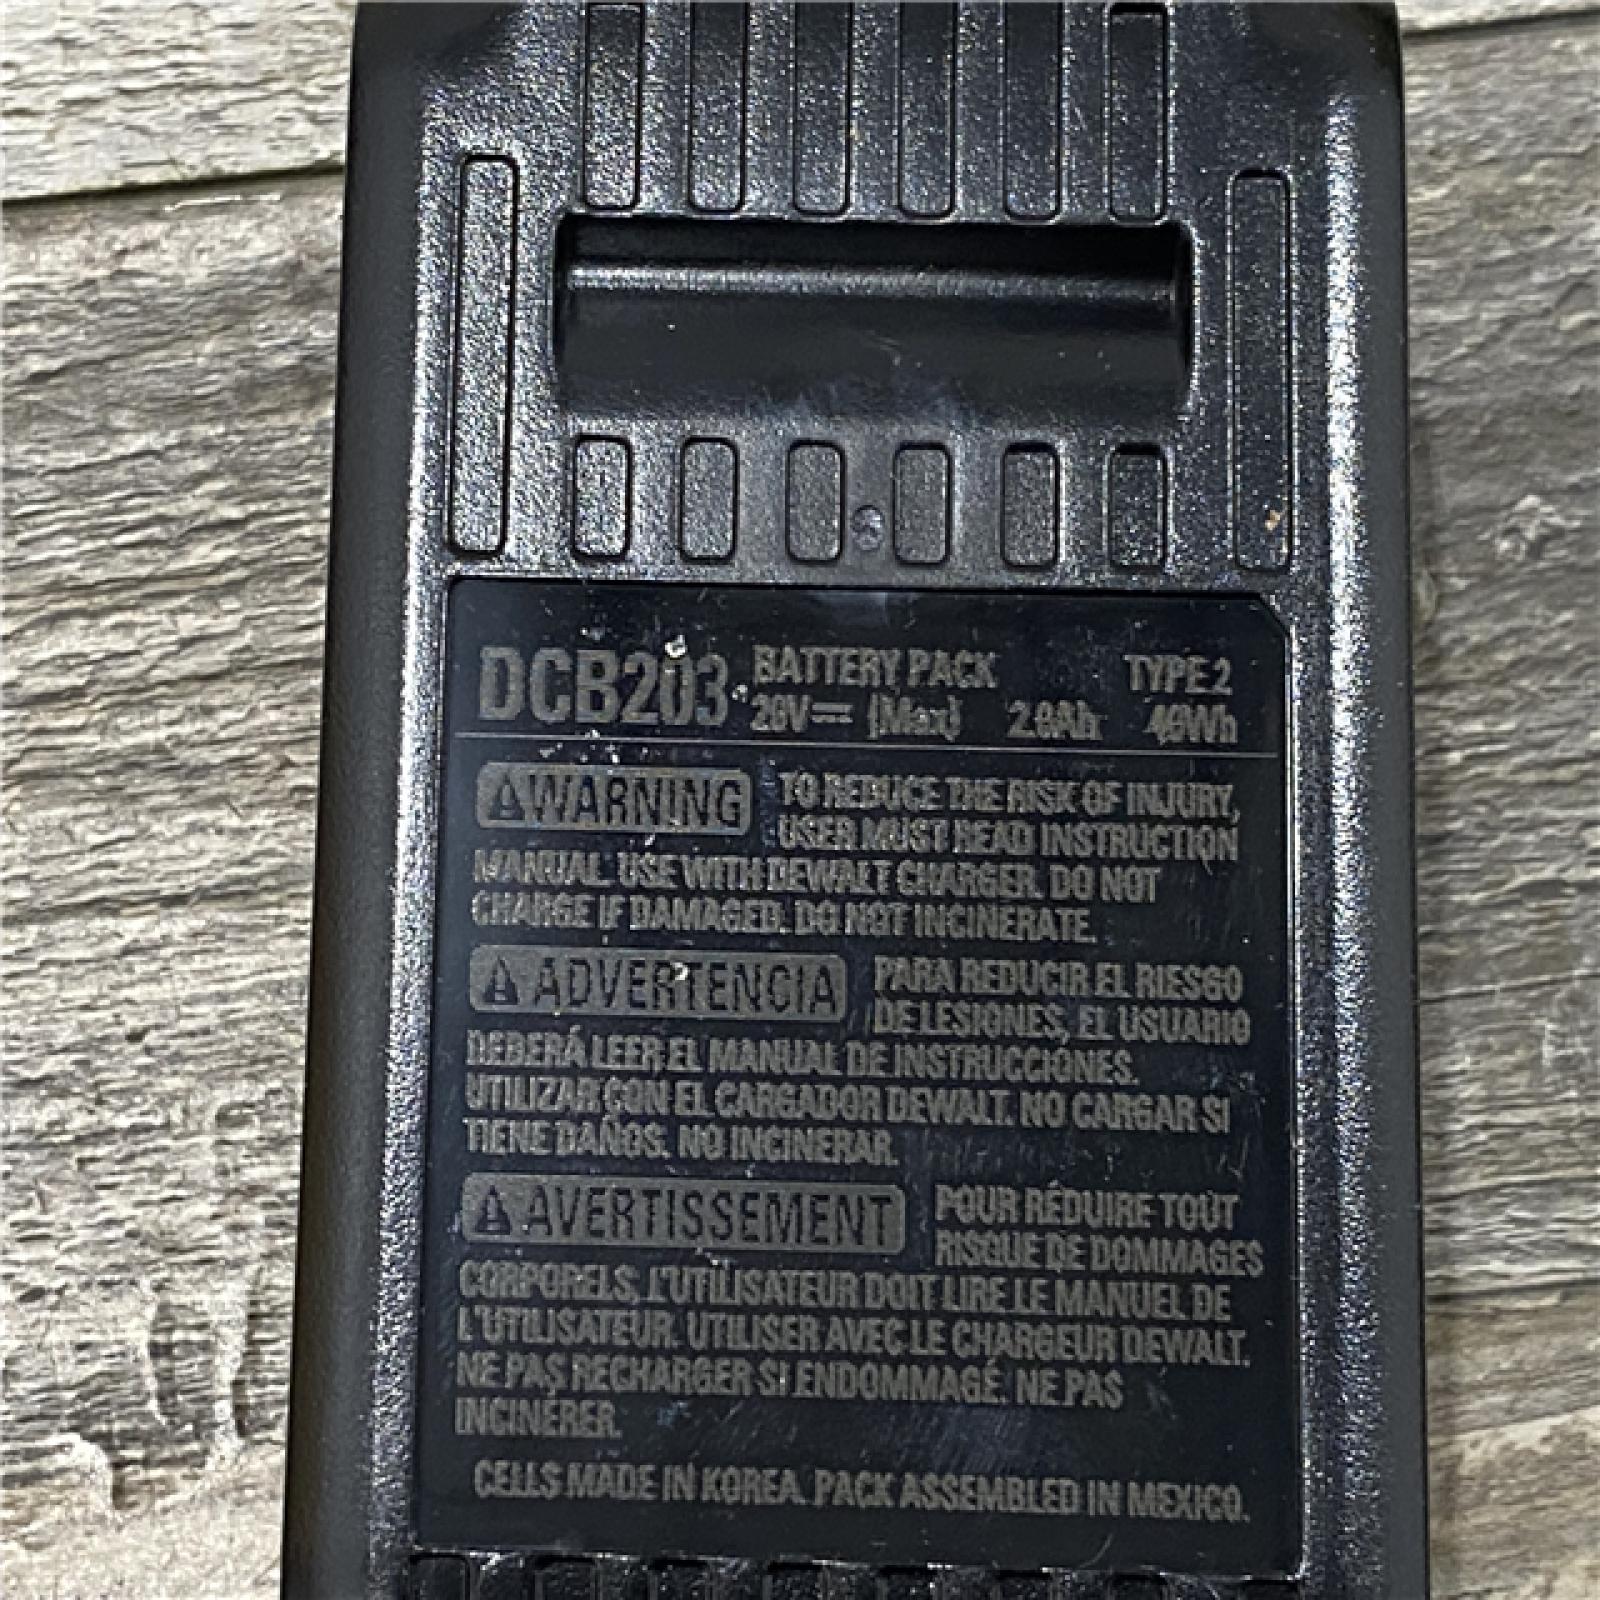 DCB203 BATTERY PACK TYPE 2
20V⎓ (Max) 2.0Ah 40Wh
⚠WARNING TO REDUCE THE RISK OF INJURY,
USER MUST READ INSTRUCTION
MANUAL. USE WITH DEWALT CHARGER. DO NOT
CHARGE IF DAMAGED. DO NOT INCINERATE.
⚠ADVERTENCIA PARA REDUCIR EL RIESGO
DE LESIONES, EL USUARIO
DEBERÁ LEER EL MANUAL DE INSTRUCCIONES.
UTILIZAR CON EL CARGADOR DEWALT. NO CARGAR SI
TIENE DAÑOS. NO INCINERAR.
⚠AVERTISSEMENT POUR RÉDUIRE TOUT
RISQUE DE DOMMAGES
CORPORELS, L'UTILISATEUR DOIT LIRE LE MANUEL DE
L'UTILISATEUR. UTILISER AVEC LE CHARGEUR DEWALT.
NE PAS RECHARGER SI ENDOMMAGÉ. NE PAS
INCINÉRER.
CELLS MADE IN KOREA. PACK ASSEMBLED IN MEXICO.